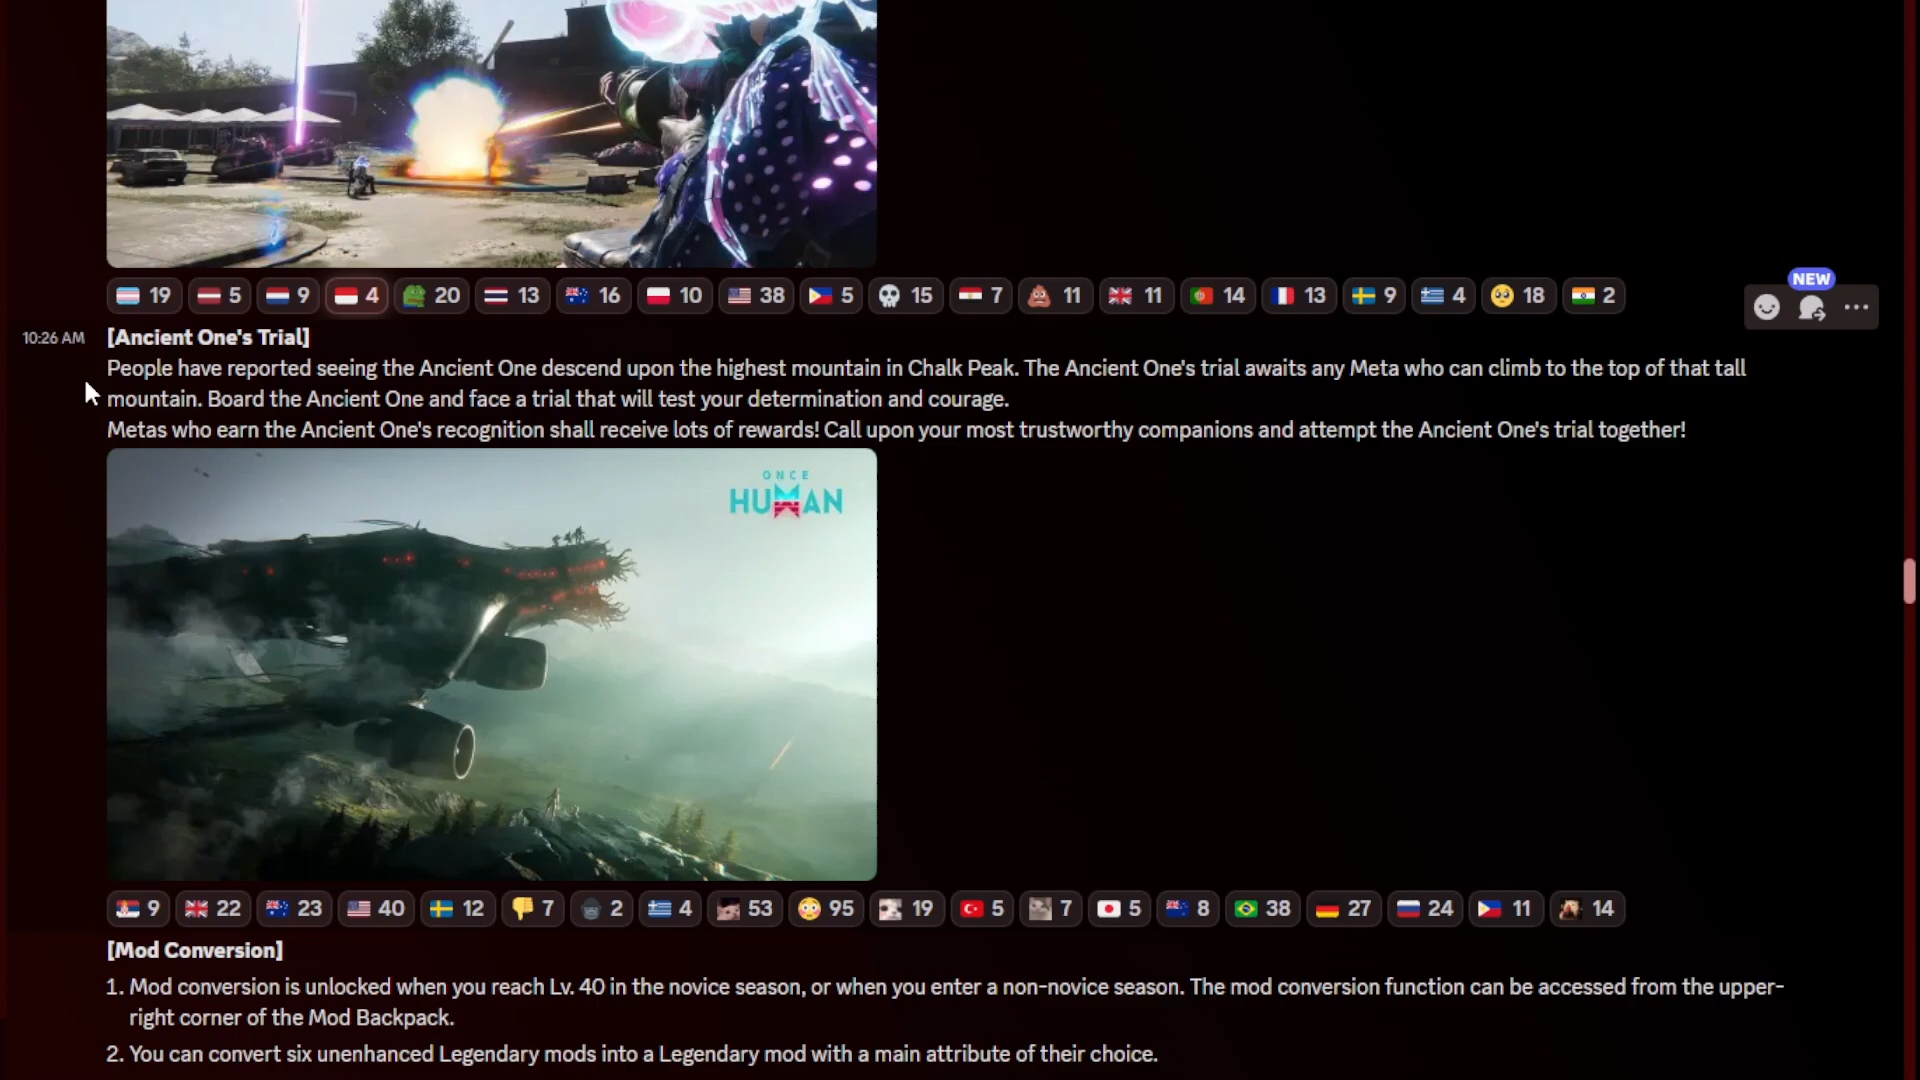 19 5 9 4 20 13 16 10 38 5 15 7 11 11 14 13 9 4 18 2
NEW
10:26 AM [Ancient One's Trial]
People have reported seeing the Ancient One descend upon the highest mountain in Chalk Peak. The Ancient One's trial awaits any Meta who can climb to the top of that tall
mountain. Board the Ancient One and face a trial that will test your determination and courage.
Metas who earn the Ancient One's recognition shall receive lots of rewards! Call upon your most trustworthy companions and attempt the Ancient One's trial together!
ONCE
HUMAN
9 22 23 40 12 7 2 4 53 95 19 5 7 5 8 38 27 24 11 14
[Mod Conversion]
1. Mod conversion is unlocked when you reach Lv. 40 in the novice season, or when you enter a non-novice season. The mod conversion function can be accessed from the upper-
right corner of the Mod Backpack.
2. You can convert six unenhanced Legendary mods into a Legendary mod with a main attribute of their choice.